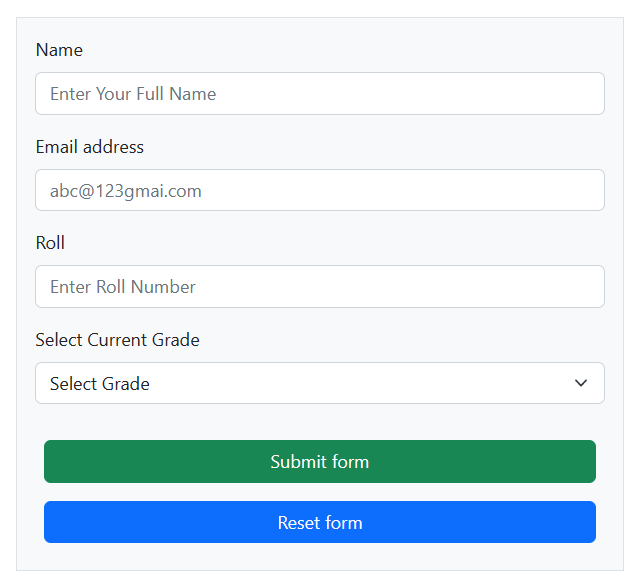 Name
Enter Your Full Name
Email address
abc@123gmai.com
Roll
Enter Roll Number
Select Current Grade
Select Grade
Submit form
Reset form